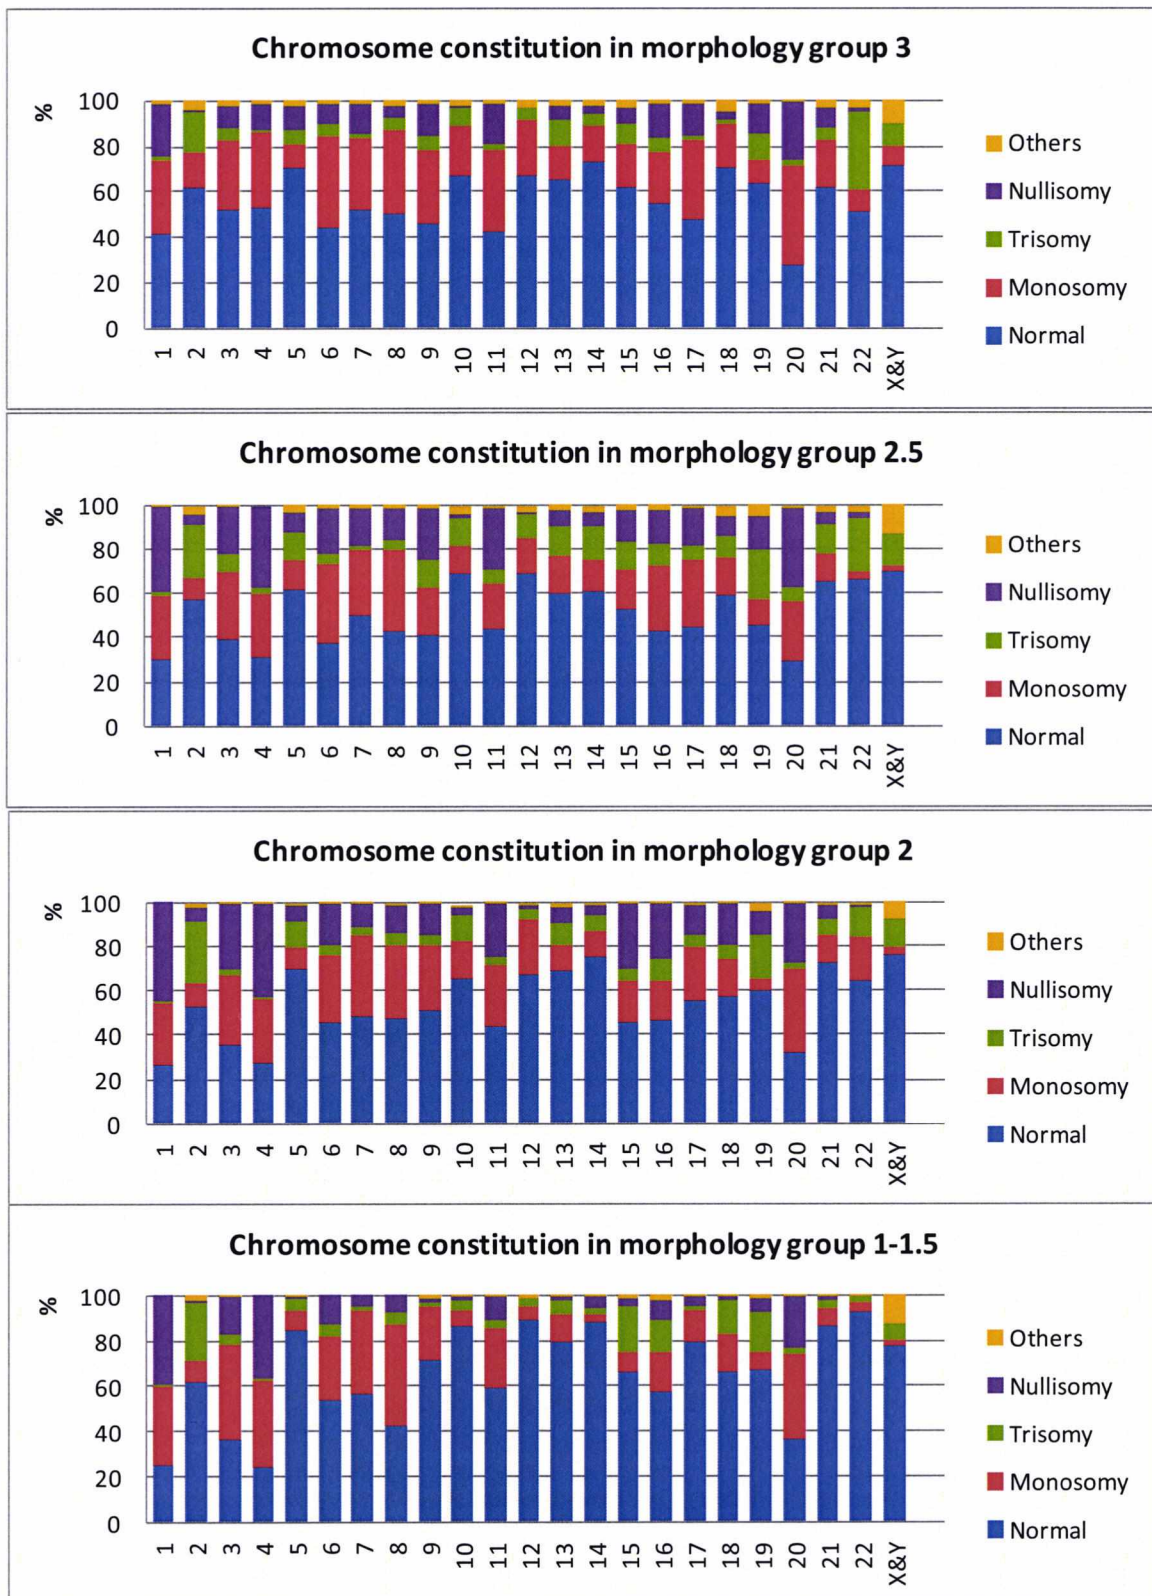 Chromosome constitution in morphology group 3
%
100
80
60
40
20
0
1 2 3 4 5 6 7 8 9 10 11 12 13 14 15 16 17 18 19 20 21 22 X&Y
Others
Nullisomy
Trisomy
Monosomy
Normal
Chromosome constitution in morphology group 2.5
%
100
80
60
40
20
0
1 2 3 4 5 6 7 8 9 10 11 12 13 14 15 16 17 18 19 20 21 22 X&Y
Others
Nullisomy
Trisomy
Monosomy
Normal
Chromosome constitution in morphology group 2
%
100
80
60
40
20
0
1 2 3 4 5 6 7 8 9 10 11 12 13 14 15 16 17 18 19 20 21 22 X&Y
Others
Nullisomy
Trisomy
Monosomy
Normal
Chromosome constitution in morphology group 1-1.5
%
100
80
60
40
20
0
1 2 3 4 5 6 7 8 9 10 11 12 13 14 15 16 17 18 19 20 21 22 X&Y
Others
Nullisomy
Trisomy
Monosomy
Normal